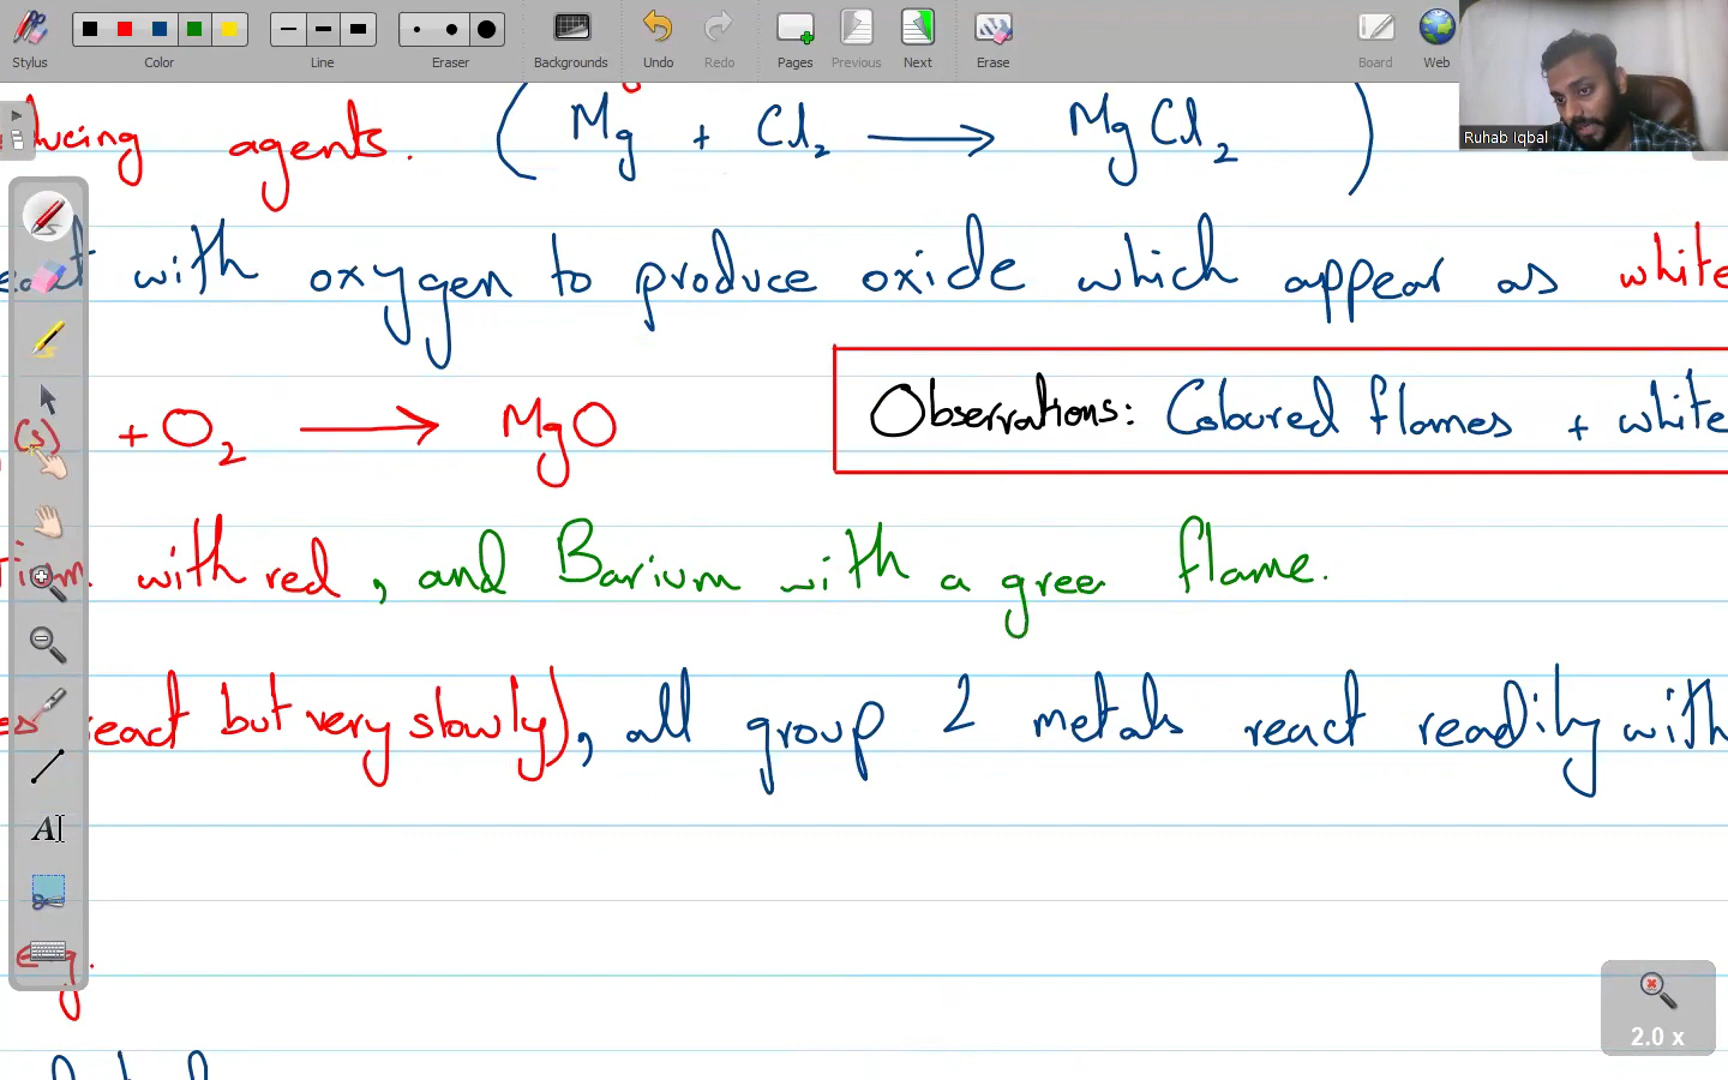 Stylus Color Line Eraser Backgrounds Undo Redo Pages Previous Next Erase Board Web
Ruhab Iqbal
agents. ( Mg + Cl₂ ⟶ MgCl₂ )
with oxygen to produce oxide which appear as white
(s) + O₂ ⟶ MgO
Observations: Coloured flames + white
with red, and Barium with a gree flame.
react but very slowly), all group 2 metals react readily with
Eg.
2.0 x